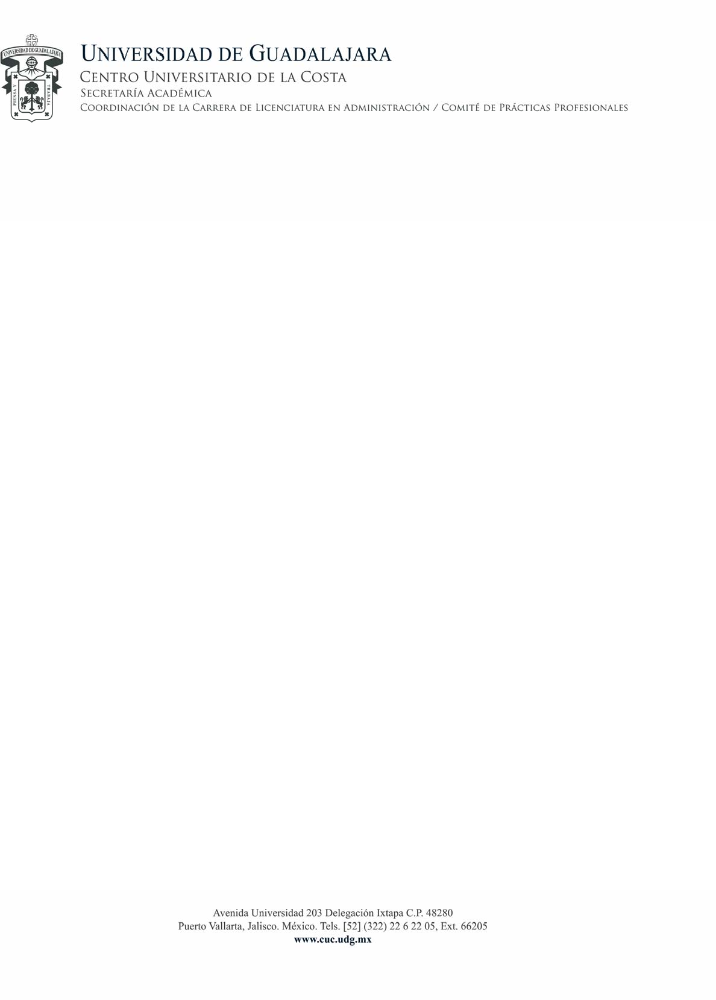 UNIVERSIDAD DE GUADALAJARA
PIENSA Y
TRABAJA
UNIVERSIDAD DE GUADALAJARA
CENTRO UNIVERSITARIO DE LA COSTA
SECRETARÍA ACADÉMICA
COORDINACIÓN DE LA CARRERA DE LICENCIATURA EN ADMINISTRACIÓN / COMITÉ DE PRÁCTICAS PROFESIONALES
Avenida Universidad 203 Delegación Ixtapa C.P. 48280
Puerto Vallarta, Jalisco. México. Tels. [52] (322) 22 6 22 05, Ext. 66205
www.cuc.udg.mx